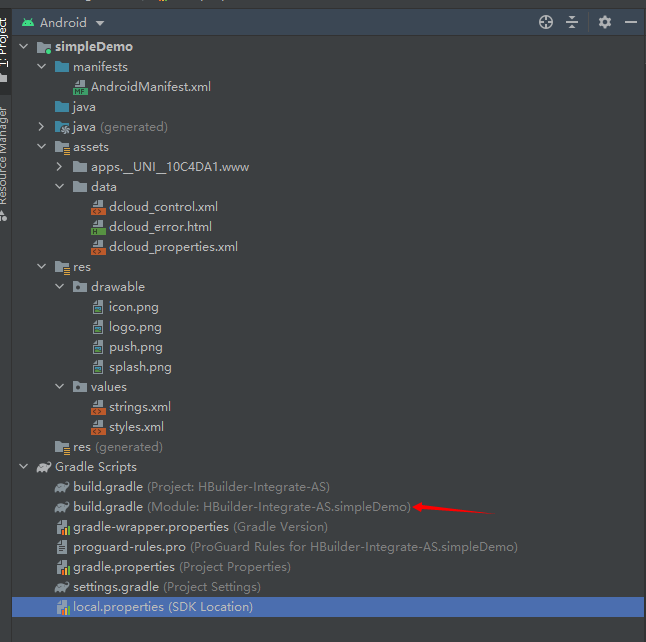 Android
1: Project
Resource Manager
simpleDemo
manifests
AndroidManifest.xml
java
java (generated)
assets
apps.__UNI__10C4DA1.www
data
dcloud_control.xml
dcloud_error.html
dcloud_properties.xml
res
drawable
icon.png
logo.png
push.png
splash.png
values
strings.xml
styles.xml
res (generated)
Gradle Scripts
build.gradle (Project: HBuilder-Integrate-AS)
build.gradle (Module: HBuilder-Integrate-AS.simpleDemo)
gradle-wrapper.properties (Gradle Version)
proguard-rules.pro (ProGuard Rules for HBuilder-Integrate-AS.simpleDemo)
gradle.properties (Project Properties)
settings.gradle (Project Settings)
local.properties (SDK Location)